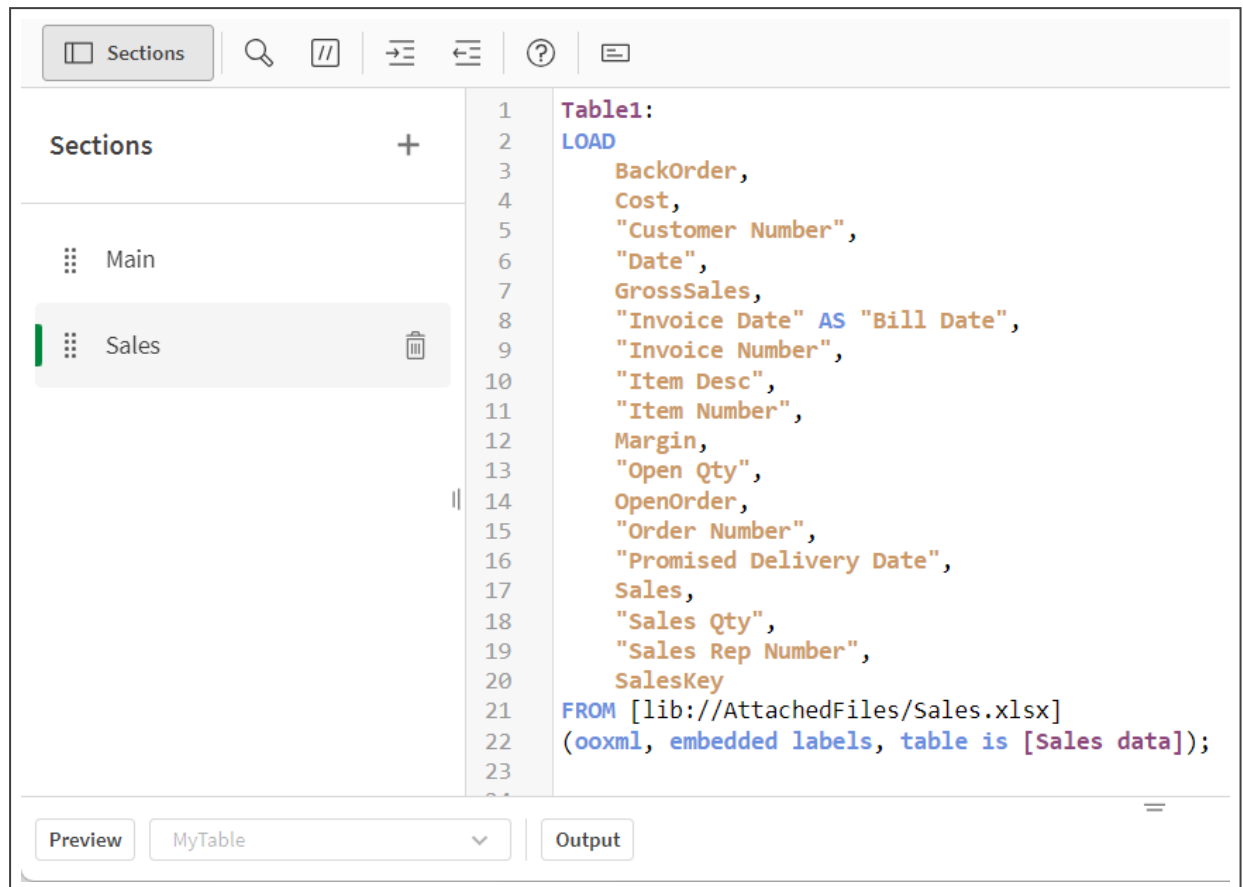 Sections
Sections
Main
Sales
1 Table1:
2 LOAD
3 BackOrder,
4 Cost,
5 "Customer Number",
6 "Date",
7 GrossSales,
8 "Invoice Date" AS "Bill Date",
9 "Invoice Number",
10 "Item Desc",
11 "Item Number",
12 Margin,
13 "Open Qty",
14 OpenOrder,
15 "Order Number",
16 "Promised Delivery Date",
17 Sales,
18 "Sales Qty",
19 "Sales Rep Number",
20 SalesKey
21 FROM [lib://AttachedFiles/Sales.xlsx]
22 (ooxml, embedded labels, table is [Sales data]);
23
Preview MyTable Output